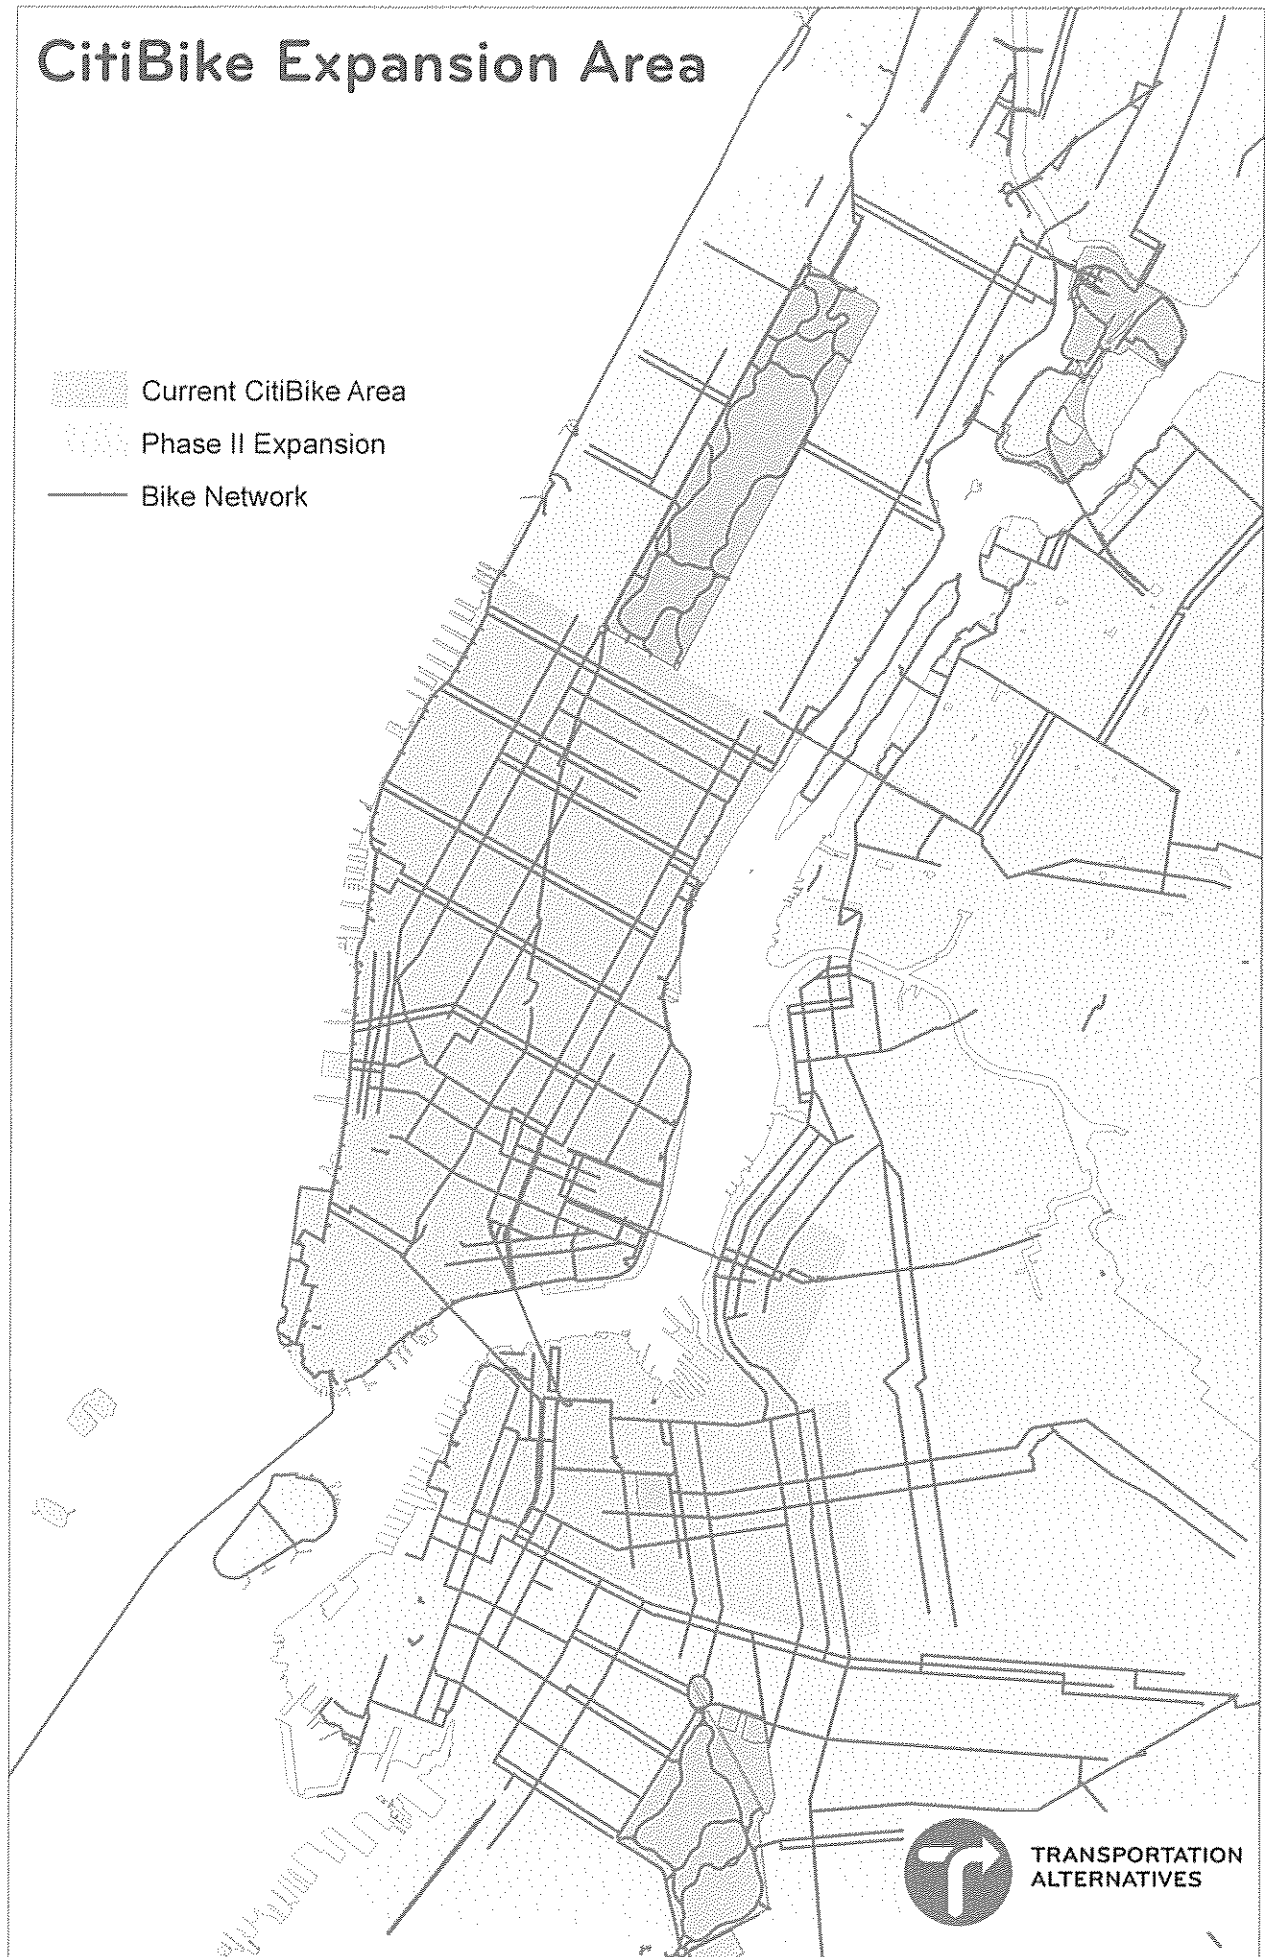 CitiBike Expansion Area
Current CitiBike Area
Phase II Expansion
Bike Network
TRANSPORTATION
ALTERNATIVES